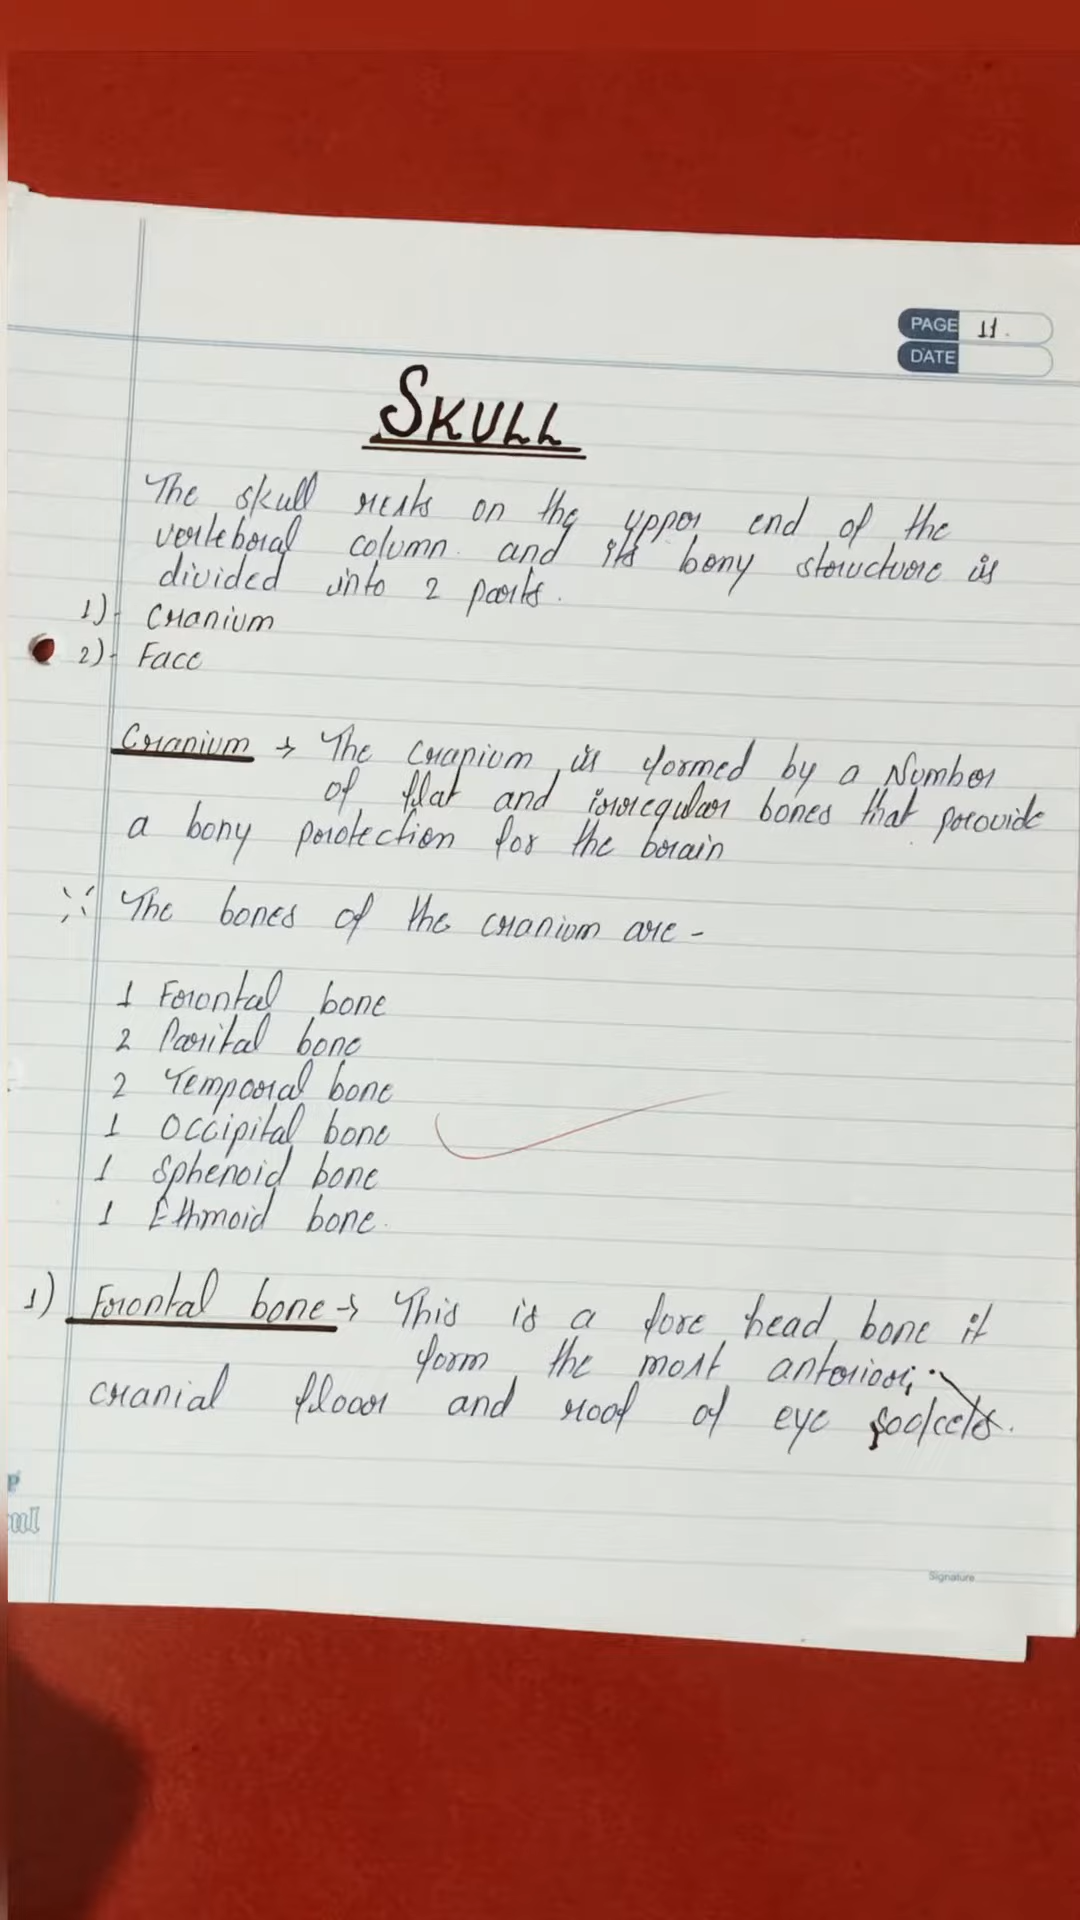 PAGE 11.
DATE
SKULL
The skull rests on the upper end of the
verteboral column. and its bony structure is
divided into 2 parts.
1) Cranium
2) Face
Cranium → The Cranium is formed by a Number
of flat and irregular bones that provide
a bony protection for the brain
The bones of the cranium are -
1 Frontal bone
2 Parital bone
2 Temporal bone
1 Occipital bone
1 Sphenoid bone
1 Ethmoid bone.
1) Frontal bone → This is a fore head bone it
form the most anterior,
cranial floor and roof of eye sockets.
Signature